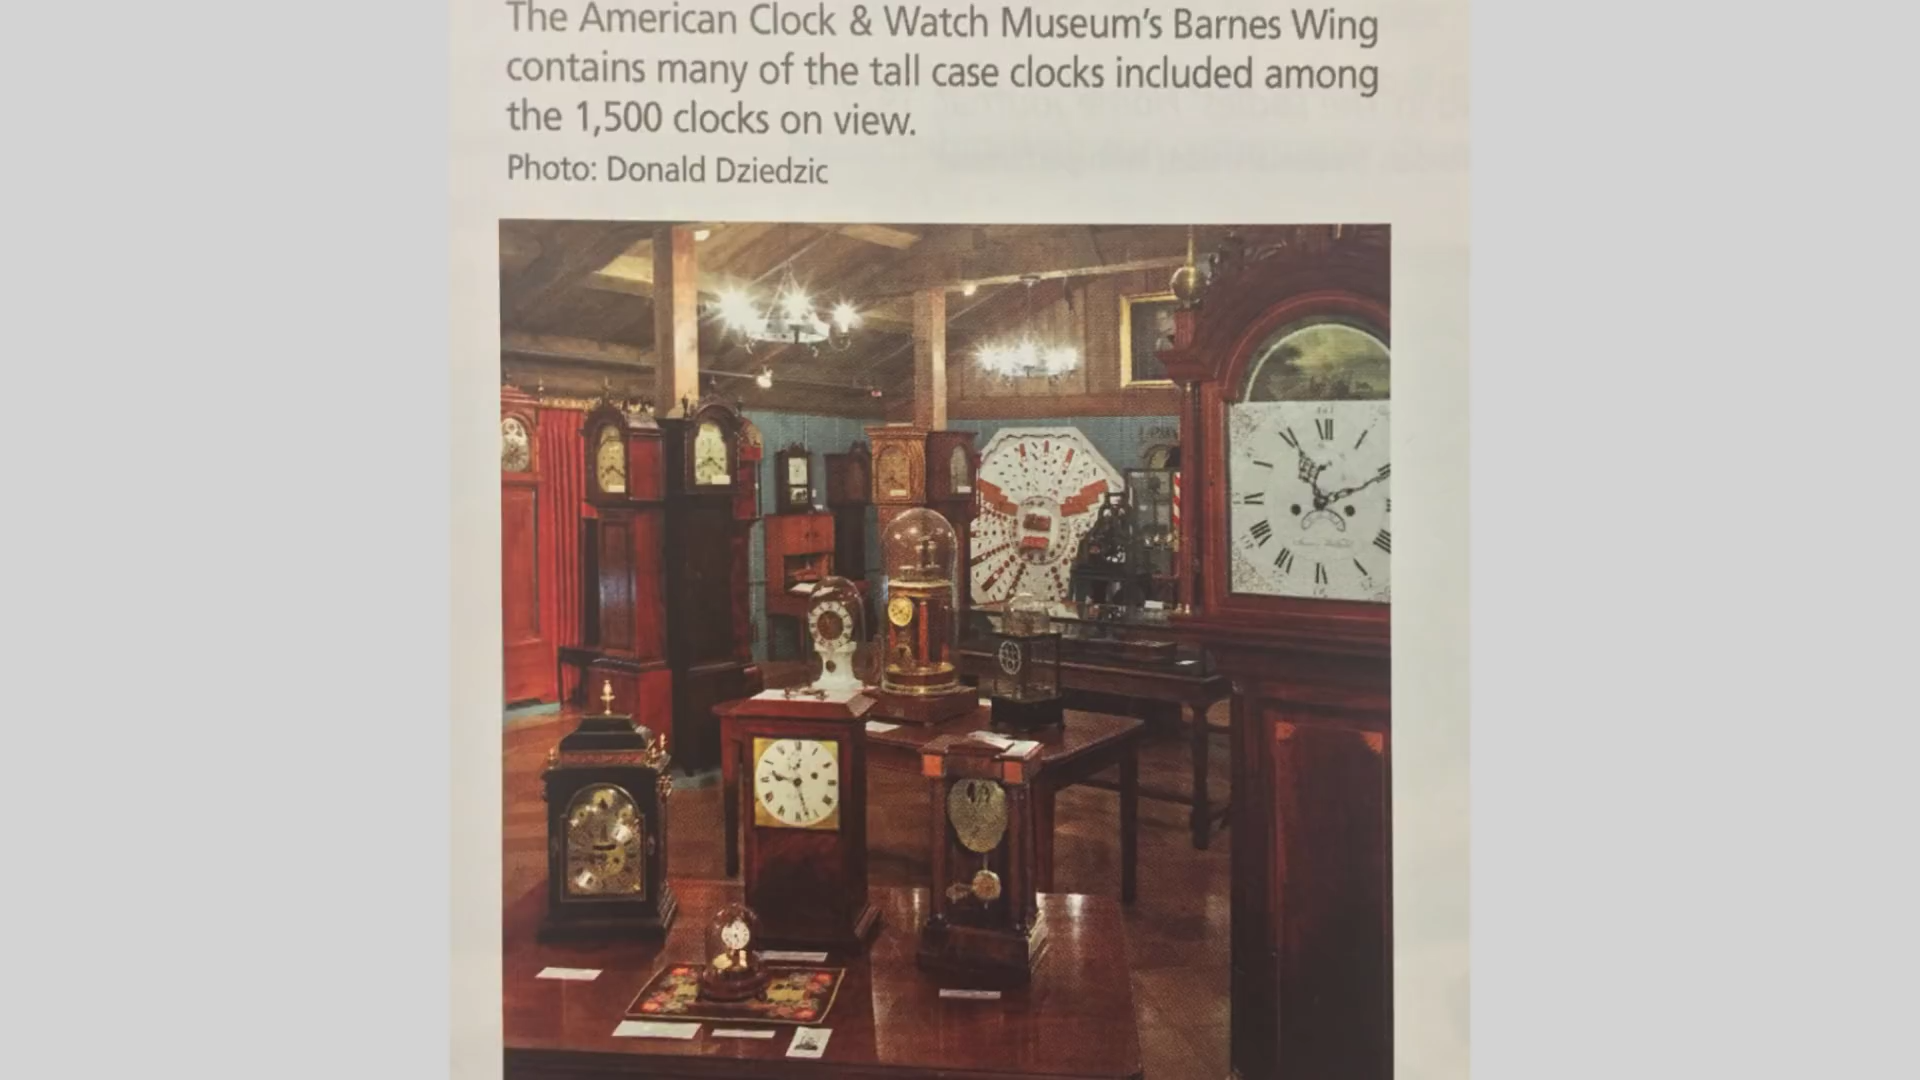 The American Clock & Watch Museum's Barnes Wing
contains many of the tall case clocks included among
the 1,500 clocks on view.
Photo: Donald Dziedzic
XII